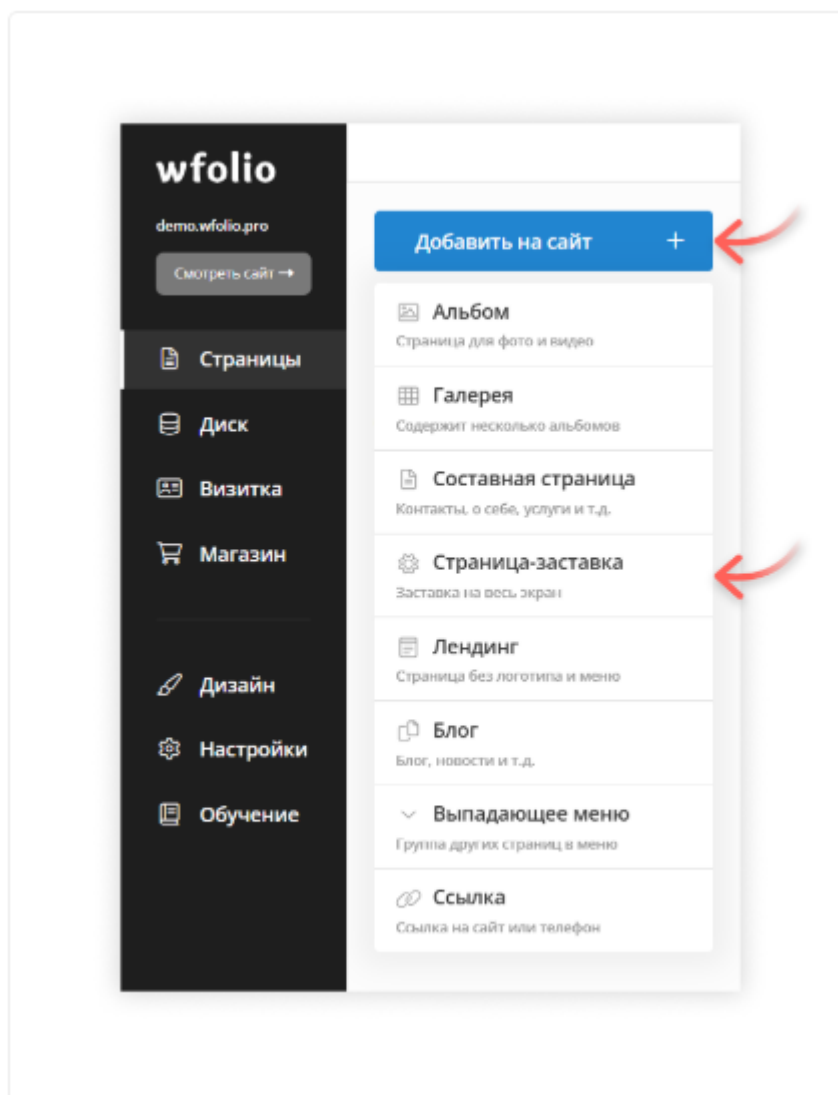 wfolio
demo.wfolio.pro
Смотреть сайт →
Страницы
Диск
Визитка
Магазин
Дизайн
Настройки
Обучение
Добавить на сайт +
Альбом
Страница для фото и видео
Галерея
Содержит несколько альбомов
Составная страница
Контакты, о себе, услуги и т.д.
Страница-заставка
Заставка на весь экран
Лендинг
Страница без логотипа и меню
Блог
Блог, новости и т.д.
Выпадающее меню
Группа других страниц в меню
Ссылка
Ссылка на сайт или телефон